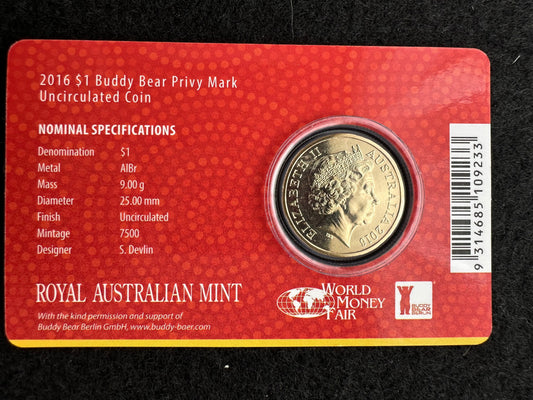 2016 $1 Buddy Bear Privy Mark
Uncirculated Coin
NOMINAL SPECIFICATIONS
Denomination $1
Metal AlBr
Mass 9.00 g
Diameter 25.00 mm
Finish Uncirculated
Mintage 7500
Designer S. Devlin
ELIZABETH II AUSTRALIA 2016
9 314685 109233
ROYAL AUSTRALIAN MINT
With the kind permission and support of
Buddy Bear Berlin GmbH, www.buddy-baer.com
WORLD
MONEY
FAIR
BUDDY
BEAR
BERLIN